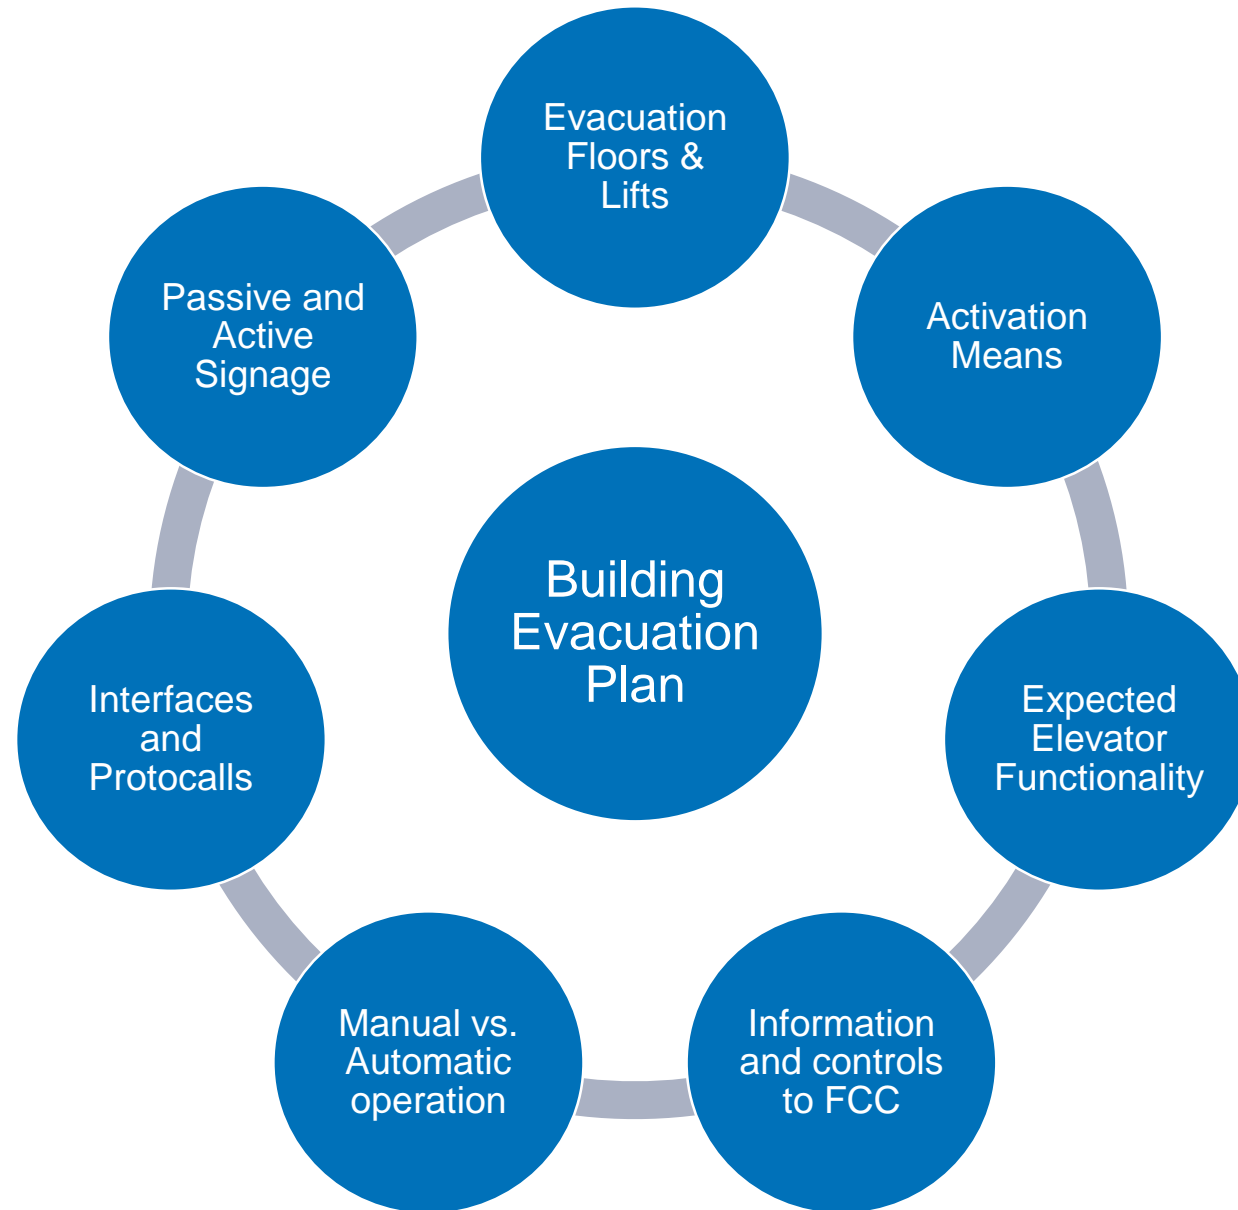 Evacuation
Floors &
Lifts
Activation
Means
Expected
Elevator
Functionality
Information
and controls
to FCC
Manual vs.
Automatic
operation
Interfaces
and
Protocalls
Passive and
Active
Signage
Building
Evacuation
Plan